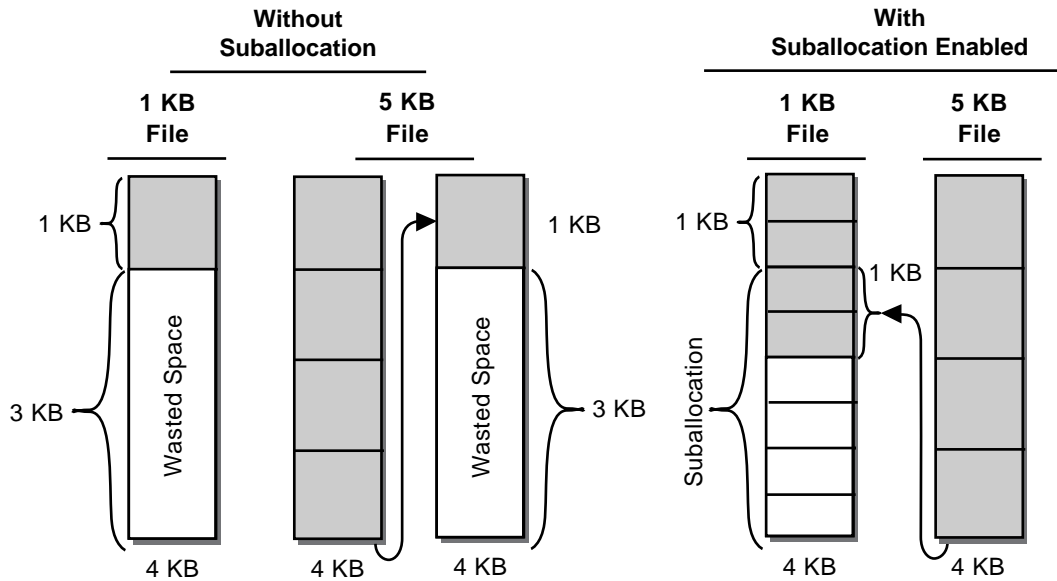 Without
Suballocation
With
Suballocation Enabled
1 KB
File
5 KB
File
1 KB
File
5 KB
File
1 KB
1 KB
1 KB
1 KB
Wasted Space
Wasted Space
Suballocation
3 KB
3 KB
4 KB
4 KB
4 KB
4 KB
4 KB